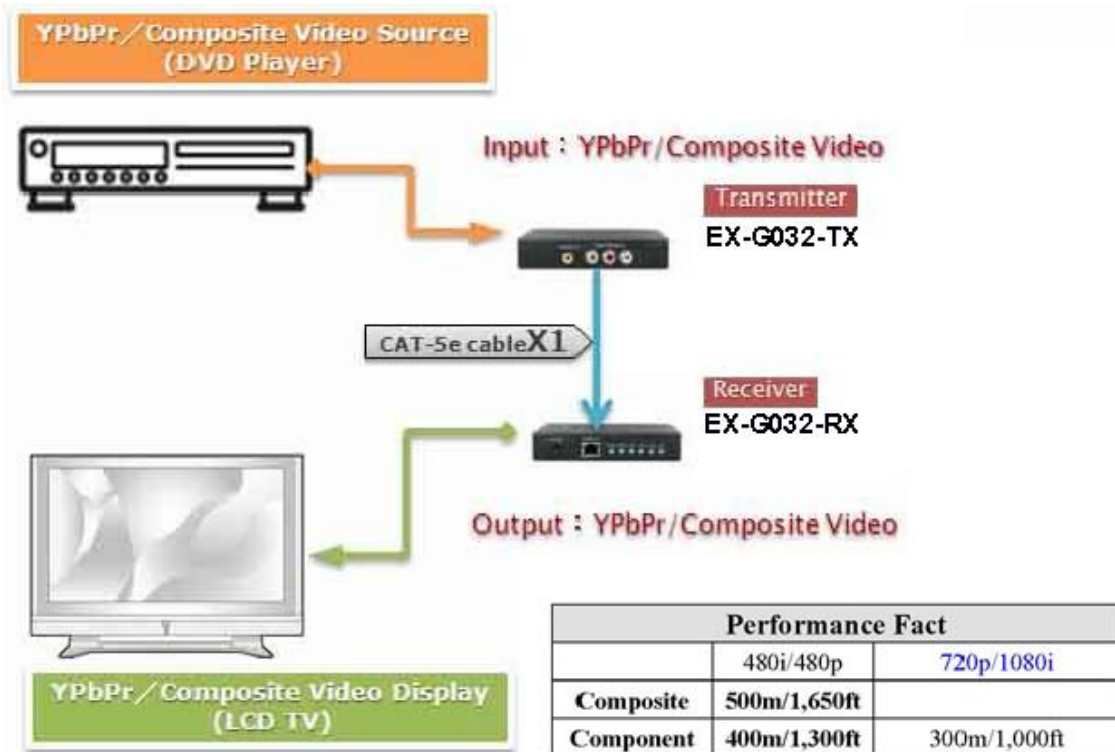 YPbPr／Composite Video Source
(DVD Player)
Input：YPbPr/Composite Video
Transmitter
EX-G032-TX
CAT-5e cableX1
Receiver
EX-G032-RX
Output：YPbPr/Composite Video
YPbPr／Composite Video Display
(LCD TV)
Performance Fact
480i/480p 720p/1080i
Composite 500m/1,650ft
Component 400m/1,300ft 300m/1,000ft